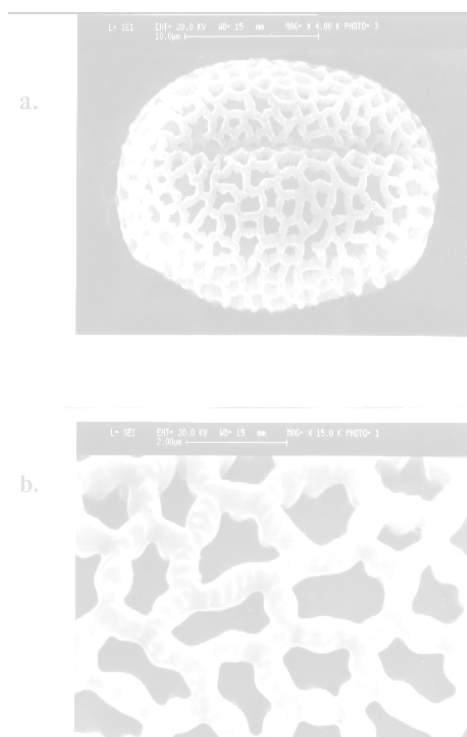 L= SE1 EHT= 20.0 KV WD= 15 mm MAG= X 4.00 K PHOTO= 3
10.0µm
a.
L= SE1 EHT= 20.0 KV WD= 15 mm MAG= X 15.0 K PHOTO= 1
2.00µm
b.